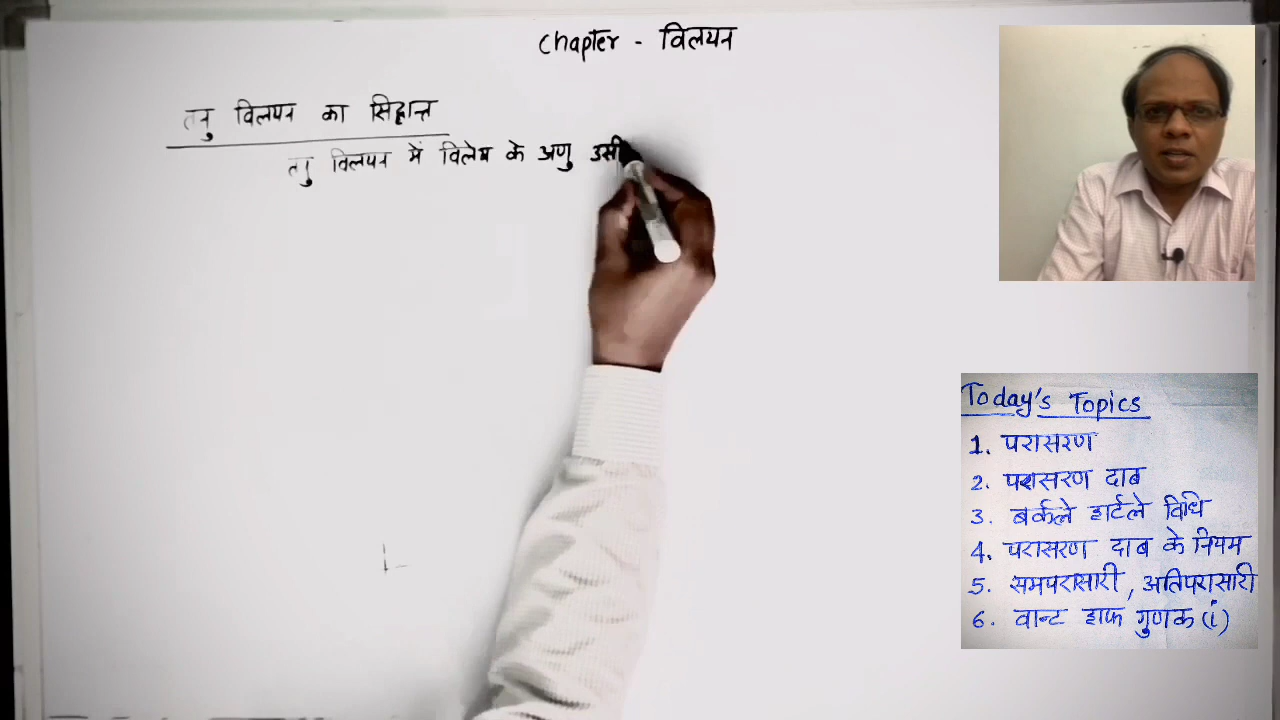 Chapter - विलयन
तनु विलयन का सिद्धान्त
तनु विलयन में विलेय के अणु उसी
Today's Topics
1. परासरण
2. परासरण दाब
3. बर्कले हार्टले विधि
4. परासरण दाब के नियम
5. समपरासारी, अतिपरासारी
6. वान्ट हाफ गुणक (i)